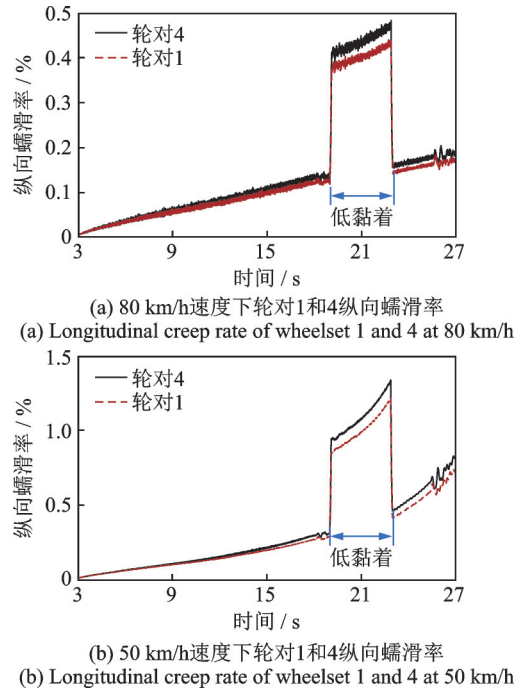 0.5
0.4
0.3
0.2
0.1
0
纵向蠕滑率 / %
轮对4
轮对1
低黏着
3
9
15
21
27
时间 / s
(a) 80 km/h速度下轮对1和4纵向蠕滑率
(a) Longitudinal creep rate of wheelset 1 and 4 at 80 km/h
1.5
1.0
0.5
0
纵向蠕滑率 / %
轮对4
轮对1
低黏着
3
9
15
21
27
时间 / s
(b) 50 km/h速度下轮对1和4纵向蠕滑率
(b) Longitudinal creep rate of wheelset 1 and 4 at 50 km/h